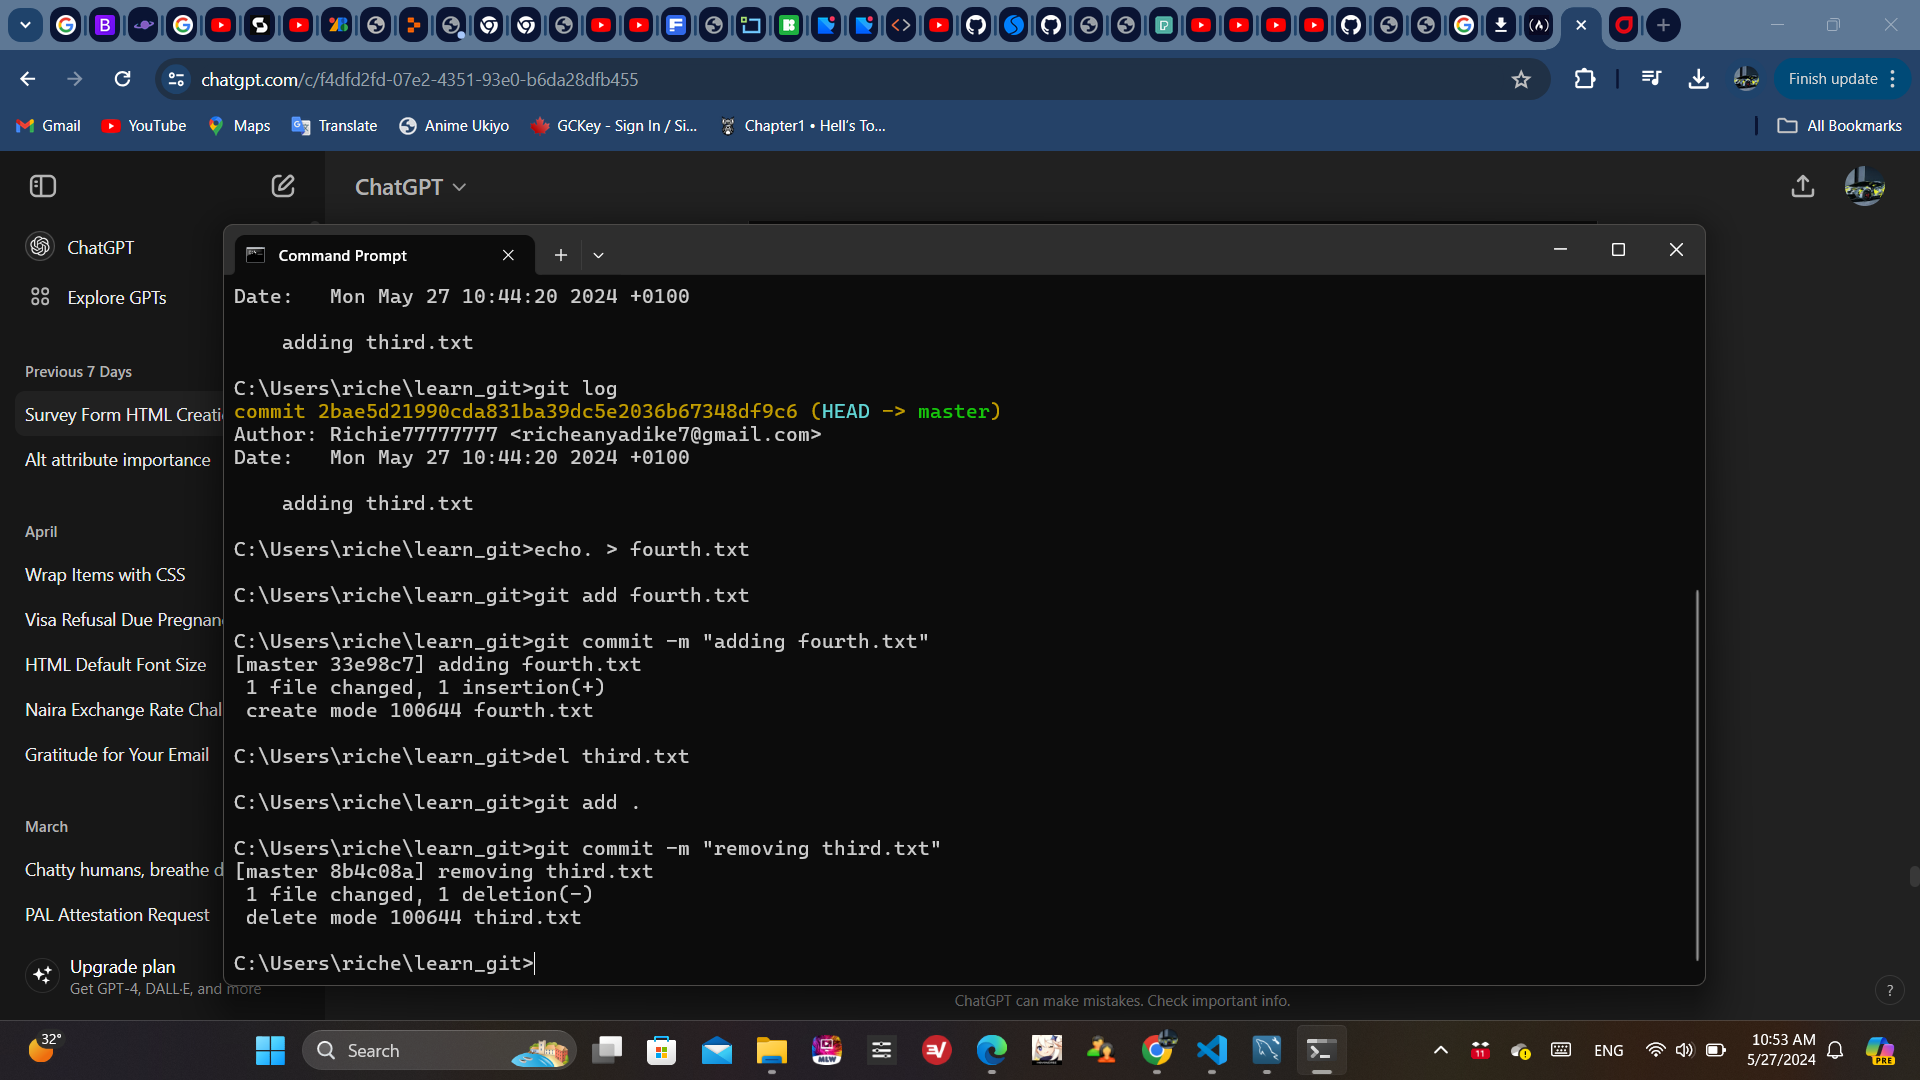 chatgpt.com/c/f4dfd2fd-07e2-4351-93e0-b6da28dfb455
Finish update
Gmail
YouTube
Maps
Translate
Anime Ukiyo
GCKey - Sign In / Si...
Chapter1 • Hell's To...
All Bookmarks
ChatGPT
ChatGPT
Explore GPTs
Previous 7 Days
Survey Form HTML Creati
Alt attribute importance
April
Wrap Items with CSS
Visa Refusal Due Pregnan
HTML Default Font Size
Naira Exchange Rate Chal
Gratitude for Your Email
March
Chatty humans, breathe d
PAL Attestation Request
Upgrade plan
Get GPT-4, DALL·E, and more
Command Prompt
Date:   Mon May 27 10:44:20 2024 +0100
    adding third.txt
C:\Users\riche\learn_git>git log
commit 2bae5d21990cda831ba39dc5e2036b67348df9c6 (HEAD -> master)
Author: Richie77777777 <richeanyadike7@gmail.com>
Date:   Mon May 27 10:44:20 2024 +0100
    adding third.txt
C:\Users\riche\learn_git>echo. > fourth.txt
C:\Users\riche\learn_git>git add fourth.txt
C:\Users\riche\learn_git>git commit -m "adding fourth.txt"
[master 33e98c7] adding fourth.txt
 1 file changed, 1 insertion(+)
 create mode 100644 fourth.txt
C:\Users\riche\learn_git>del third.txt
C:\Users\riche\learn_git>git add .
C:\Users\riche\learn_git>git commit -m "removing third.txt"
[master 8b4c08a] removing third.txt
 1 file changed, 1 deletion(-)
 delete mode 100644 third.txt
C:\Users\riche\learn_git>
ChatGPT can make mistakes. Check important info.
?
32°
Search
MLW
11
ENG
10:53 AM
5/27/2024
PRE